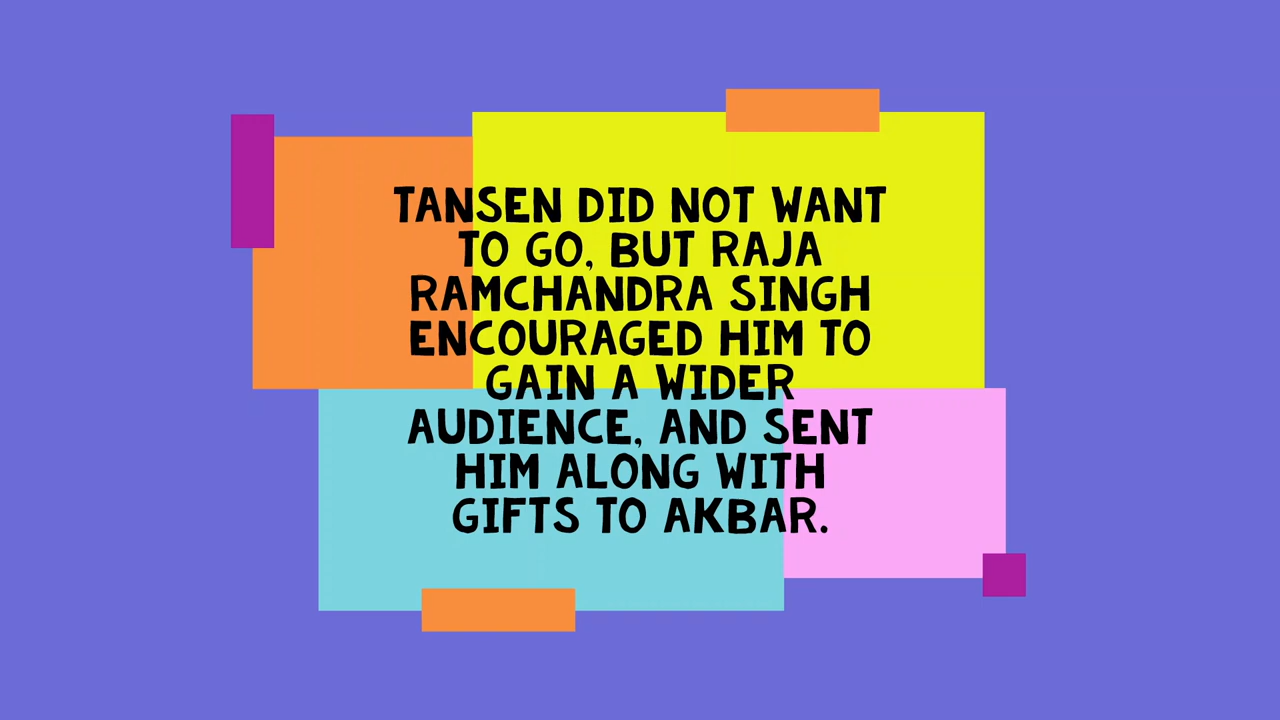 TANSEN DID NOT WANT
TO GO, BUT RAJA
RAMCHANDRA SINGH
ENCOURAGED HIM TO
GAIN A WIDER
AUDIENCE, AND SENT
HIM ALONG WITH
GIFTS TO AKBAR.